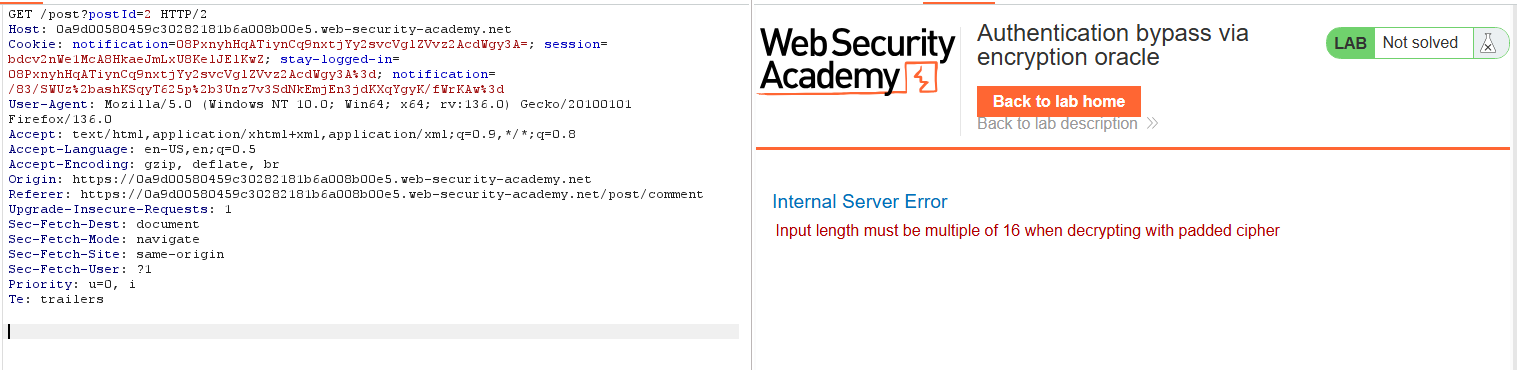 GET /post?postId=2 HTTP/2
Host: 0a9d00580459c30282181b6a008b00e5.web-security-academy.net
Cookie: notification=O8PxnyhHqATiynCq9nxtjYy2svcVglZVvz2AcdWgy3A=; session=
bdcv2nWe1McA8HkaeJmLxU8Ke1JE1KwZ; stay-logged-in=
O8PxnyhHqATiynCq9nxtjYy2svcVglZVvz2AcdWgy3A%3d; notification=
/83/SWUz%2bashKSqyT625p%2b3Unz7v3SdNkEmjEn3jdKXqYgyK/fWrKAw%3d
User-Agent: Mozilla/5.0 (Windows NT 10.0; Win64; x64; rv:136.0) Gecko/20100101
Firefox/136.0
Accept: text/html,application/xhtml+xml,application/xml;q=0.9,*/*;q=0.8
Accept-Language: en-US,en;q=0.5
Accept-Encoding: gzip, deflate, br
Origin: https://0a9d00580459c30282181b6a008b00e5.web-security-academy.net
Referer: https://0a9d00580459c30282181b6a008b00e5.web-security-academy.net/post/comment
Upgrade-Insecure-Requests: 1
Sec-Fetch-Dest: document
Sec-Fetch-Mode: navigate
Sec-Fetch-Site: same-origin
Sec-Fetch-User: ?1
Priority: u=0, i
Te: trailers
Web Security
Academy
Authentication bypass via
encryption oracle
Back to lab home
Back to lab description
LAB Not solved
Internal Server Error
Input length must be multiple of 16 when decrypting with padded cipher